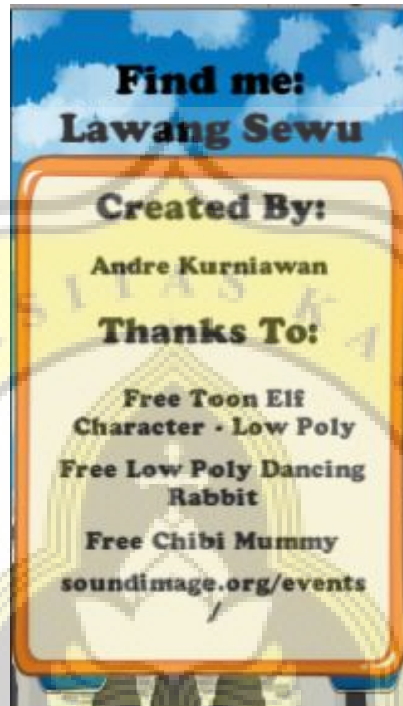 Find me:
Lawang Sewu
Created By:
Andre Kurniawan
Thanks To:
Free Toon Elf
Character - Low Poly
Free Low Poly Dancing
Rabbit
Free Chibi Mummy
soundimage.org/events
/